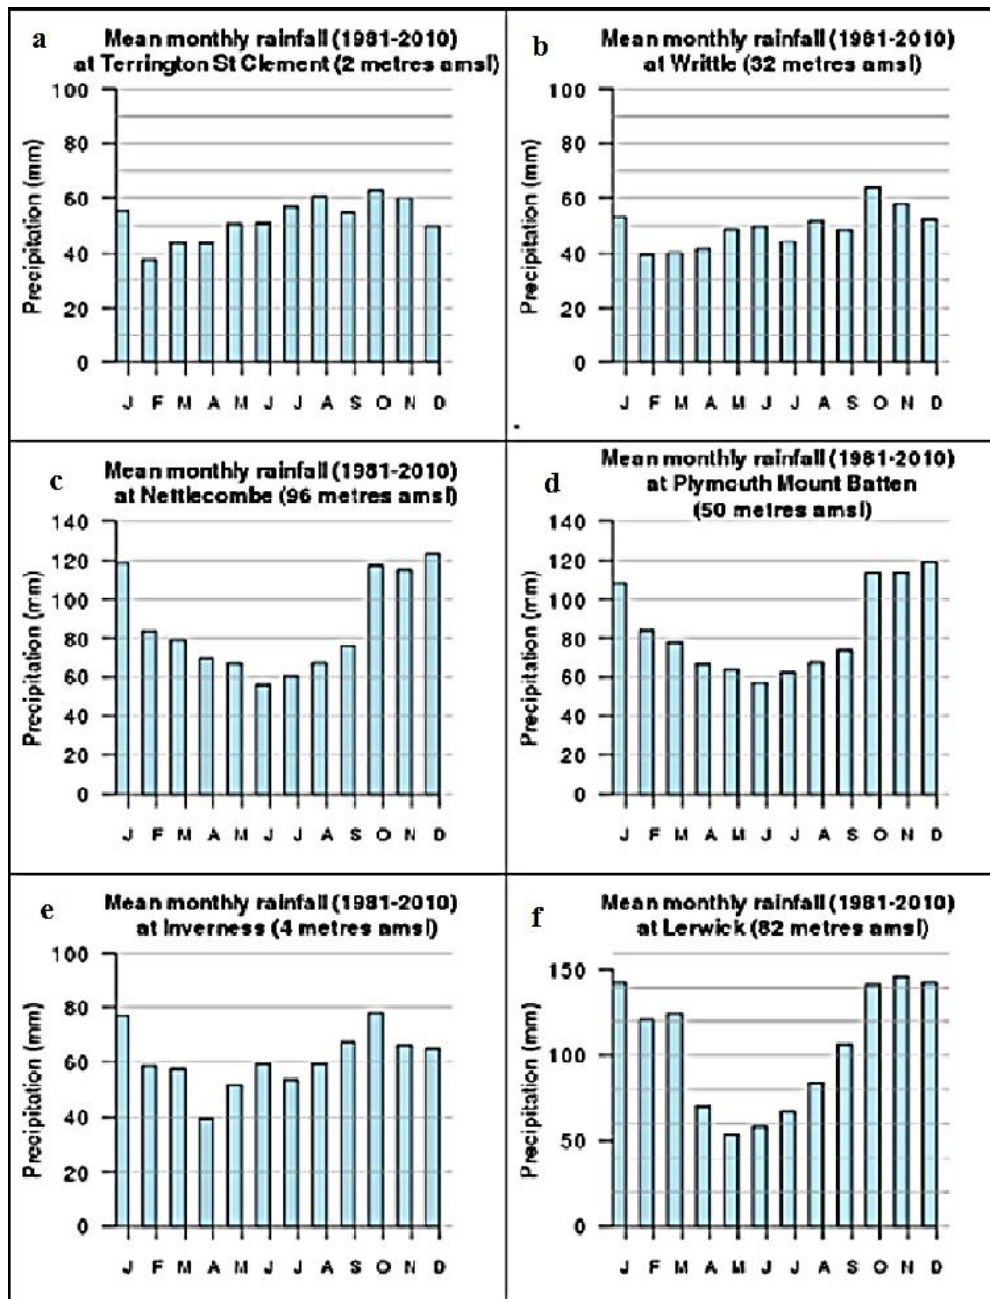 a
Mean monthly rainfall (1981-2010)
at Terrington St Clement (2 metres amsl)
Precipitation (mm)
100
80
60
40
20
0
J F M A M J J A S O N D
b
Mean monthly rainfall (1981-2010)
at Writtle (32 metres amsl)
Precipitation (mm)
100
80
60
40
20
0
J F M A M J J A S O N D
c
Mean monthly rainfall (1981-2010)
at Nettlecombe (96 metres amsl)
Precipitation (mm)
140
120
100
80
60
40
20
0
J F M A M J J A S O N D
d
Mean monthly rainfall (1981-2010)
at Plymouth Mount Batten
(50 metres amsl)
Precipitation (mm)
140
120
100
80
60
40
20
0
J F M A M J J A S O N D
e
Mean monthly rainfall (1981-2010)
at Inverness (4 metres amsl)
Precipitation (mm)
100
80
60
40
20
0
J F M A M J J A S O N D
f
Mean monthly rainfall (1981-2010)
at Lerwick (82 metres amsl)
Precipitation (mm)
150
100
50
0
J F M A M J J A S O N D